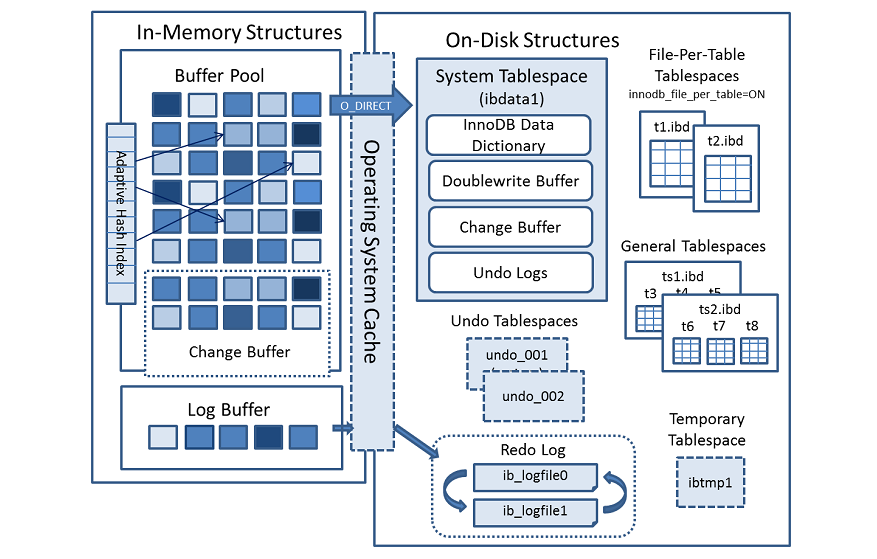 In-Memory Structures
Buffer Pool
Adaptive Hash Index
Change Buffer
Log Buffer
O_DIRECT
Operating System Cache
On-Disk Structures
System Tablespace
(ibdata1)
InnoDB Data
Dictionary
Doublewrite Buffer
Change Buffer
Undo Logs
Undo Tablespaces
undo_001
undo_002
Redo Log
ib_logfile0
ib_logfile1
File-Per-Table
Tablespaces
innodb_file_per_table=ON
t1.ibd
t2.ibd
General Tablespaces
ts1.ibd
t3 t4 t5
ts2.ibd
t6 t7 t8
Temporary
Tablespace
ibtmp1